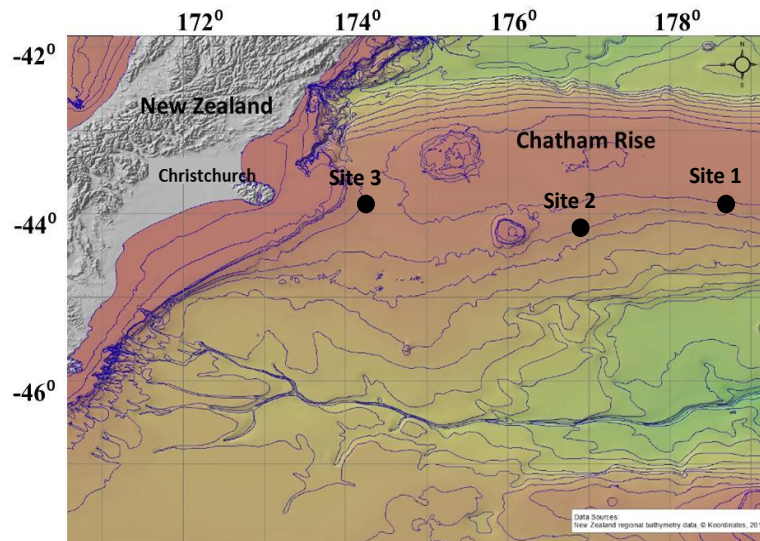 172⁰ 174⁰ 176⁰ 178⁰
-42⁰
N
W E
S
New Zealand
Chatham Rise
Christchurch
Site 3
Site 1
Site 2
-44⁰
-46⁰
Data Sources:
New Zealand regional bathymetry data, © Koordinates, 201